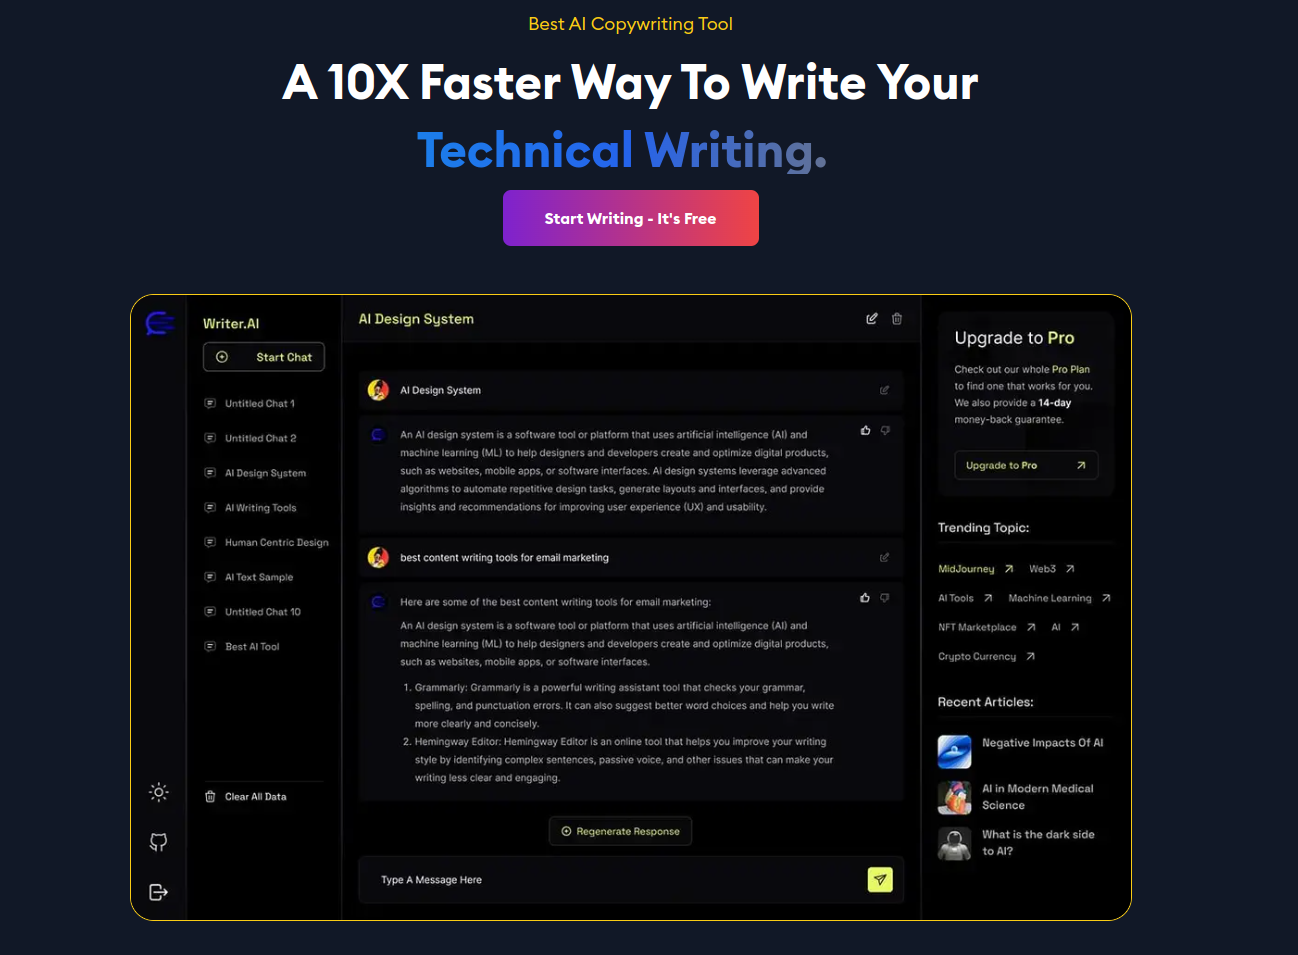 Best AI Copywriting Tool
A 10X Faster Way To Write Your
Technical Writing.
Start Writing - It's Free
Writer.AI
Start Chat
Untitled Chat 1
Untitled Chat 2
AI Design System
AI Writing Tools
Human Centric Design
AI Text Sample
Untitled Chat 10
Best AI Tool
Clear All Data
AI Design System
AI Design System
An AI design system is a software tool or platform that uses artificial intelligence (AI) and
machine learning (ML) to help designers and developers create and optimize digital products,
such as websites, mobile apps, or software interfaces. AI design systems leverage advanced
algorithms to automate repetitive design tasks, generate layouts and interfaces, and provide
insights and recommendations for improving user experience (UX) and usability.
best content writing tools for email marketing
Here are some of the best content writing tools for email marketing:
An AI design system is a software tool or platform that uses artificial intelligence (AI) and
machine learning (ML) to help designers and developers create and optimize digital products,
such as websites, mobile apps, or software interfaces.
1. Grammarly: Grammarly is a powerful writing assistant tool that checks your grammar,
spelling, and punctuation errors. It can also suggest better word choices and help you write
more clearly and concisely.
2. Hemingway Editor: Hemingway Editor is an online tool that helps you improve your writing
style by identifying complex sentences, passive voice, and other issues that can make your
writing less clear and engaging.
Regenerate Response
Type A Message Here
Upgrade to Pro
Check out our whole Pro Plan
to find one that works for you.
We also provide a 14-day
money-back guarantee.
Upgrade to Pro
Trending Topic:
MidJourney Web3
AI Tools Machine Learning
NFT Marketplace AI
Crypto Currency
Recent Articles:
Negative Impacts Of AI
AI in Modern Medical
Science
What is the dark side
to AI?